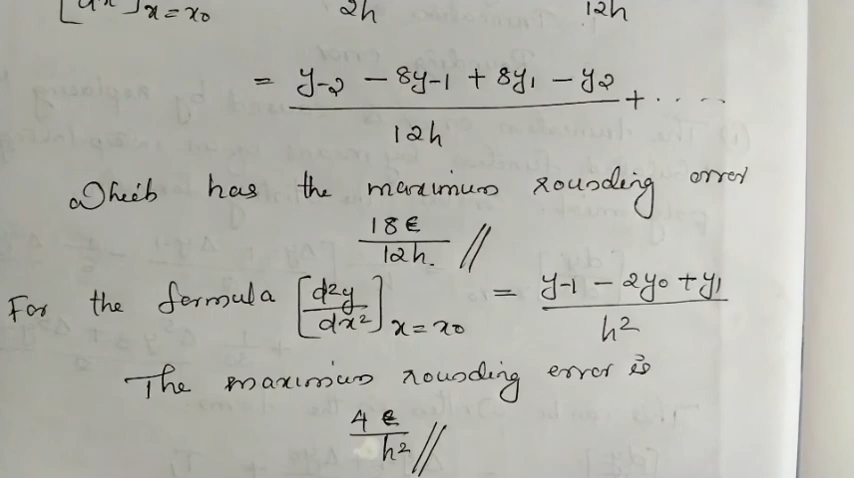 x = x0 2h 12h
= y-2 - 8y-1 + 8y1 - y2 / 12h + ....
which has the maximum rounding error
18ϵ / 12h. //
For the formula [d2y / dx2] x = x0 = y-1 - 2y0 + y1 / h2
The maximum rounding error is
4ϵ / h2 //